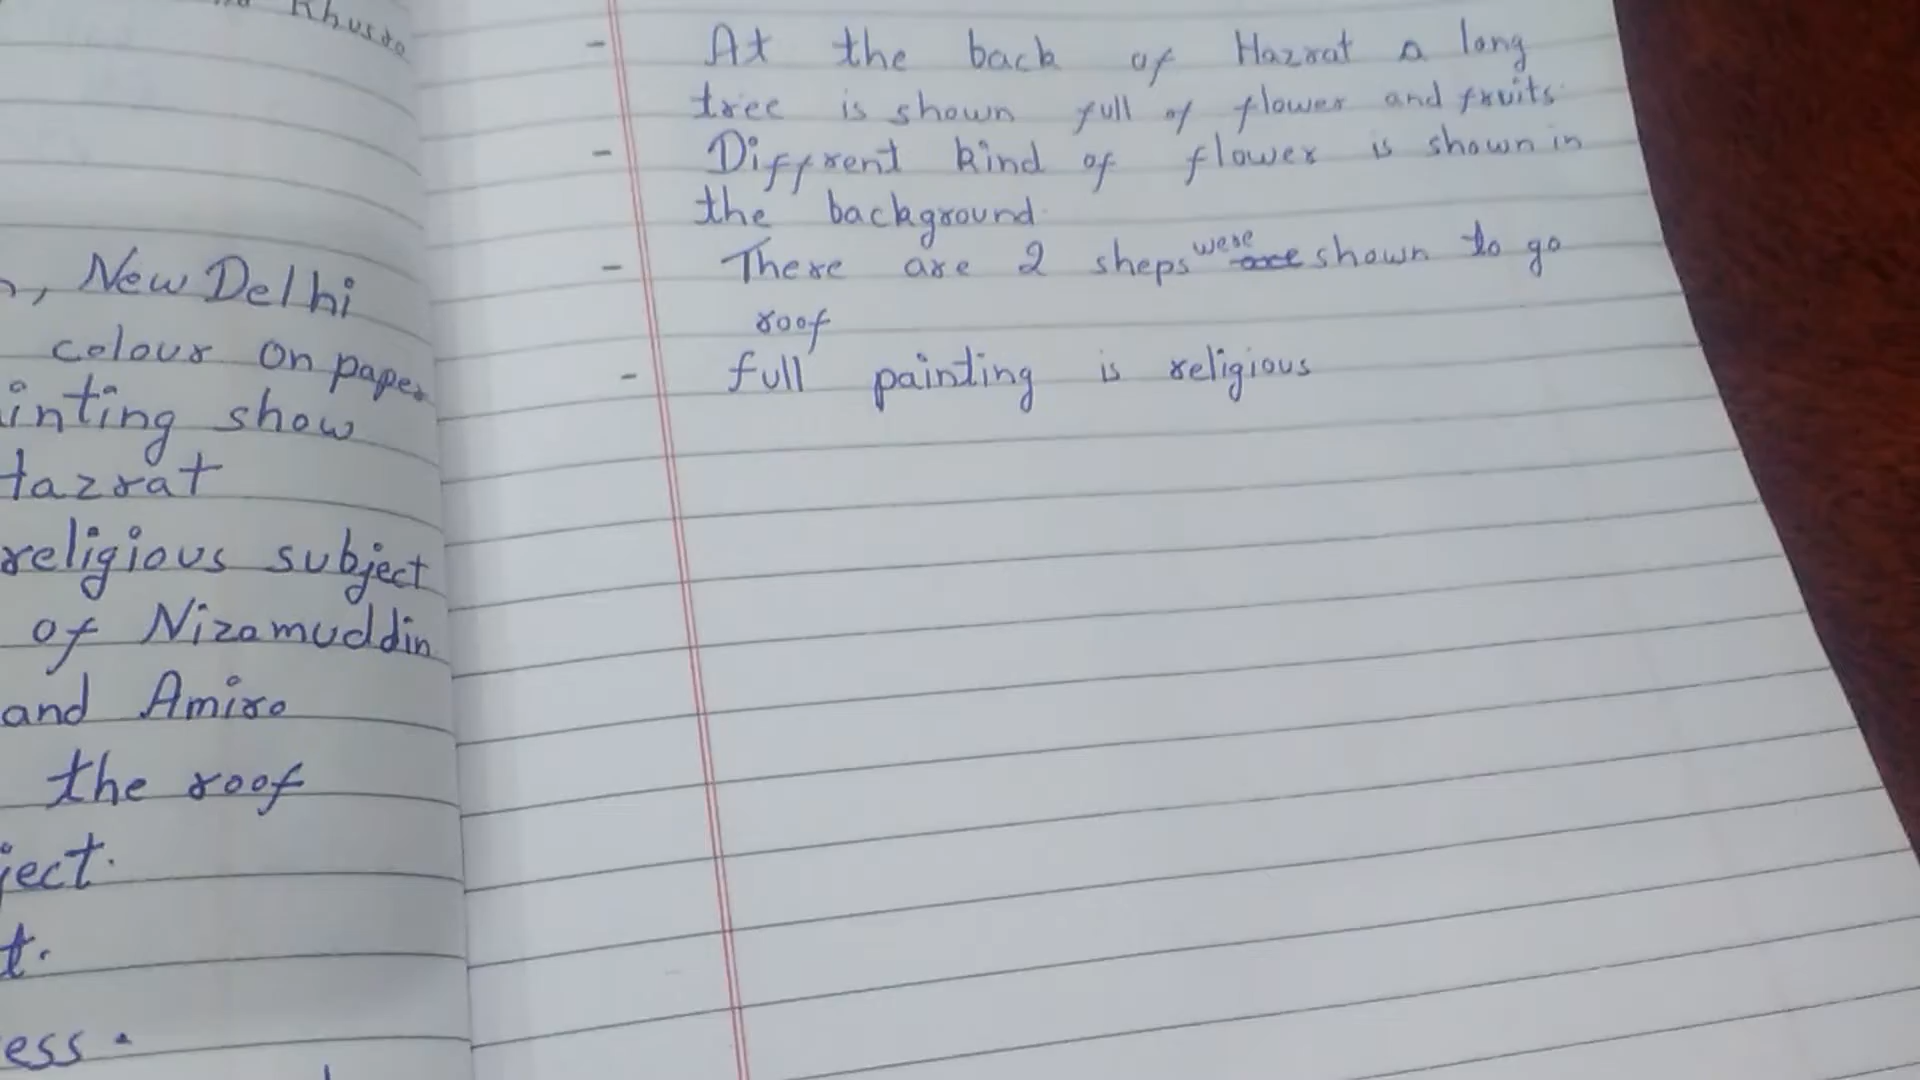 Khusro
, New Delhi
colour on paper
inting show
tazrat
religious subject
of Nizamuddin
and Amiro
the roof
ject.
t.
ess.
- At the back of Hazrat a long
tree is shown full of flower and fruits
- Diffrent kind of flower is shown in
the background
- There are 2 sheps were are shown to go
roof
- full painting is religious